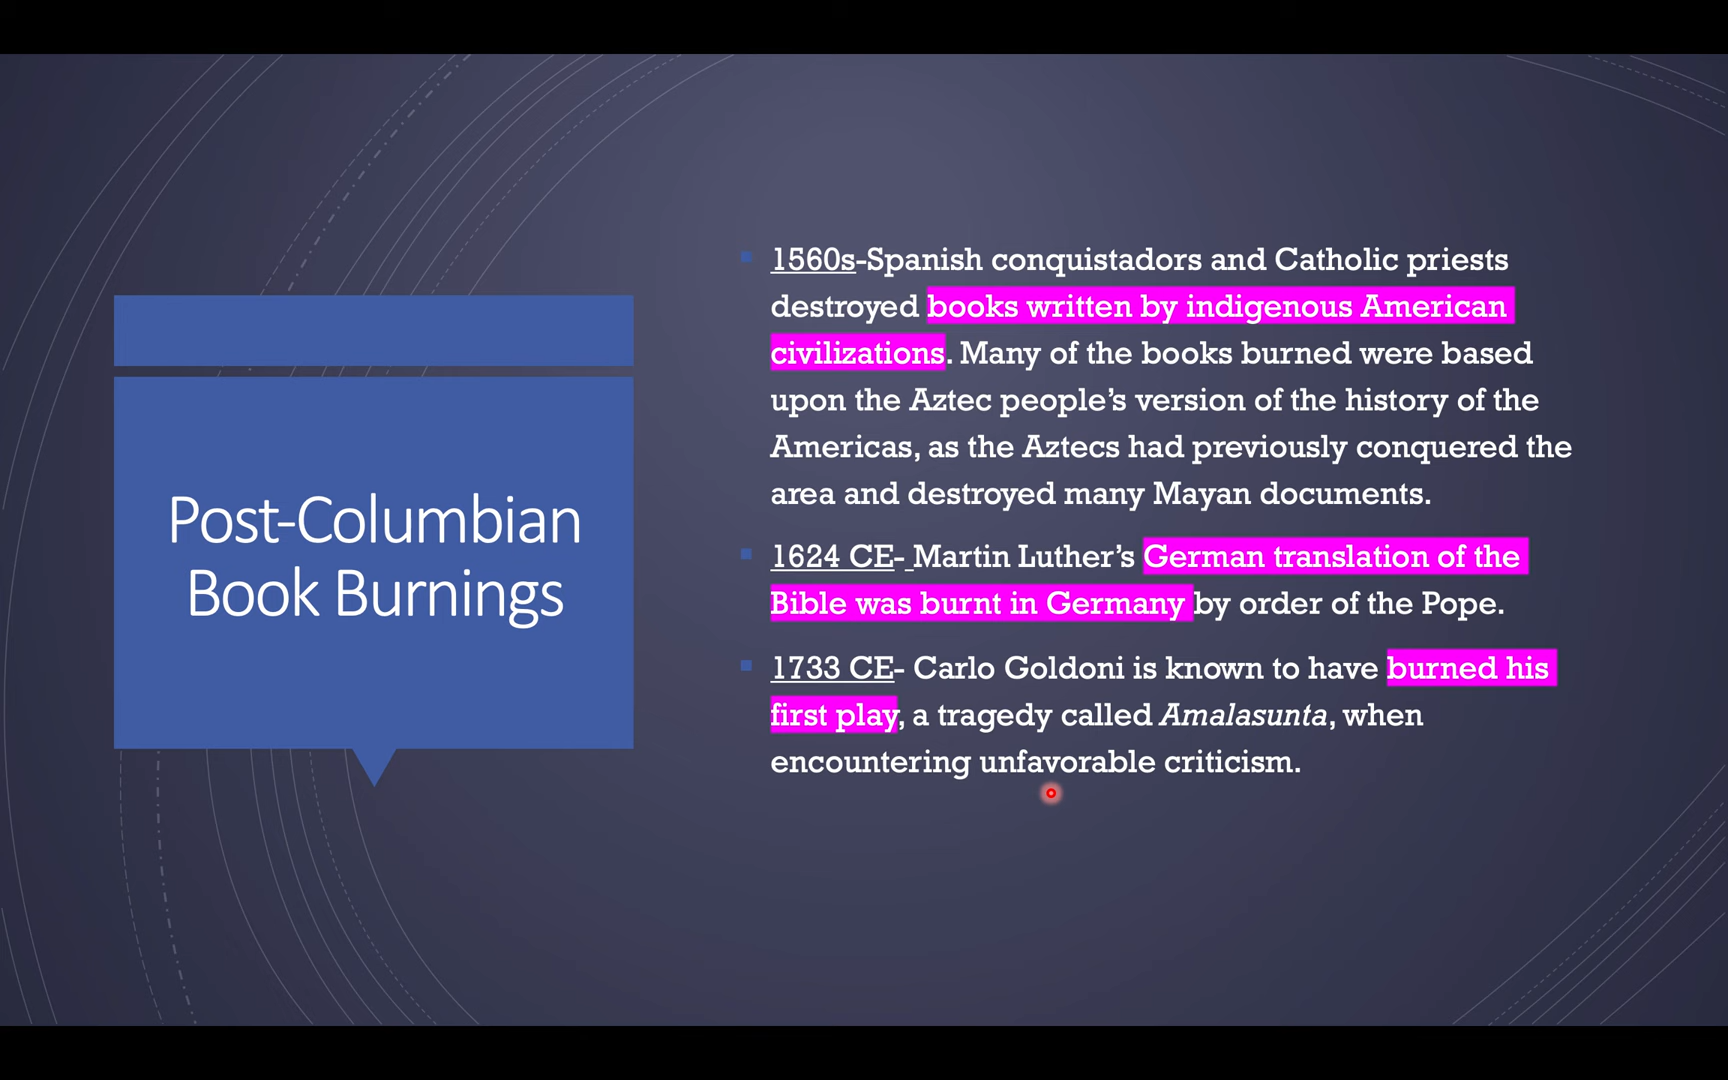 Post-Columbian
Book Burnings
1560s-Spanish conquistadors and Catholic priests
destroyed books written by indigenous American
civilizations. Many of the books burned were based
upon the Aztec people’s version of the history of the
Americas, as the Aztecs had previously conquered the
area and destroyed many Mayan documents.
1624 CE- Martin Luther’s German translation of the
Bible was burnt in Germany by order of the Pope.
1733 CE- Carlo Goldoni is known to have burned his
first play, a tragedy called Amalasunta, when
encountering unfavorable criticism.